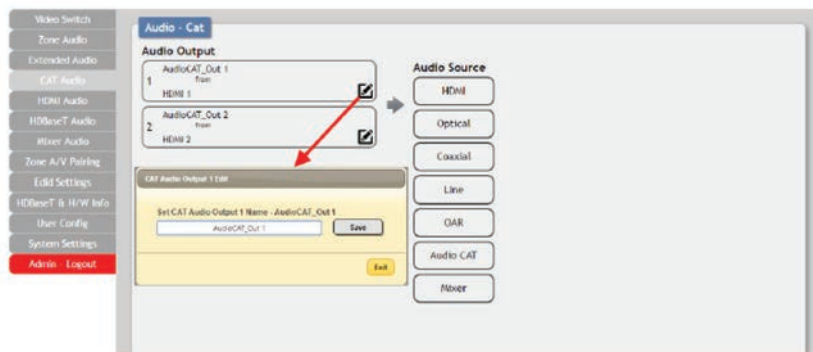 Video Switch
Zone Audio
Extended Audio
CAT Audio
HDMI Audio
HDBaseT Audio
Mixer Audio
Zone A/V Pairing
Edid Settings
HDBaseT & H/W Info
User Config
System Settings
Admin - Logout
Audio - Cat
Audio Output
1
AudioCAT_Out 1
from
HDMI 1
2
AudioCAT_Out 2
from
HDMI 2
CAT Audio Output 1 Edit
Set CAT Audio Output 1 Name - AudioCAT_Out 1
AudioCAT_Out 1
Save
Exit
Audio Source
HDMI
Optical
Coaxial
Line
OAR
Audio CAT
Mixer